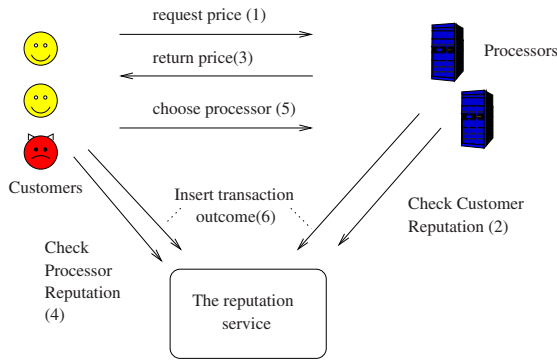 request price (1)
return price(3)
Processors
choose processor (5)
Customers
Insert transaction
outcome(6)
Check Customer
Reputation (2)
Check
Processor
Reputation
(4)
The reputation
service